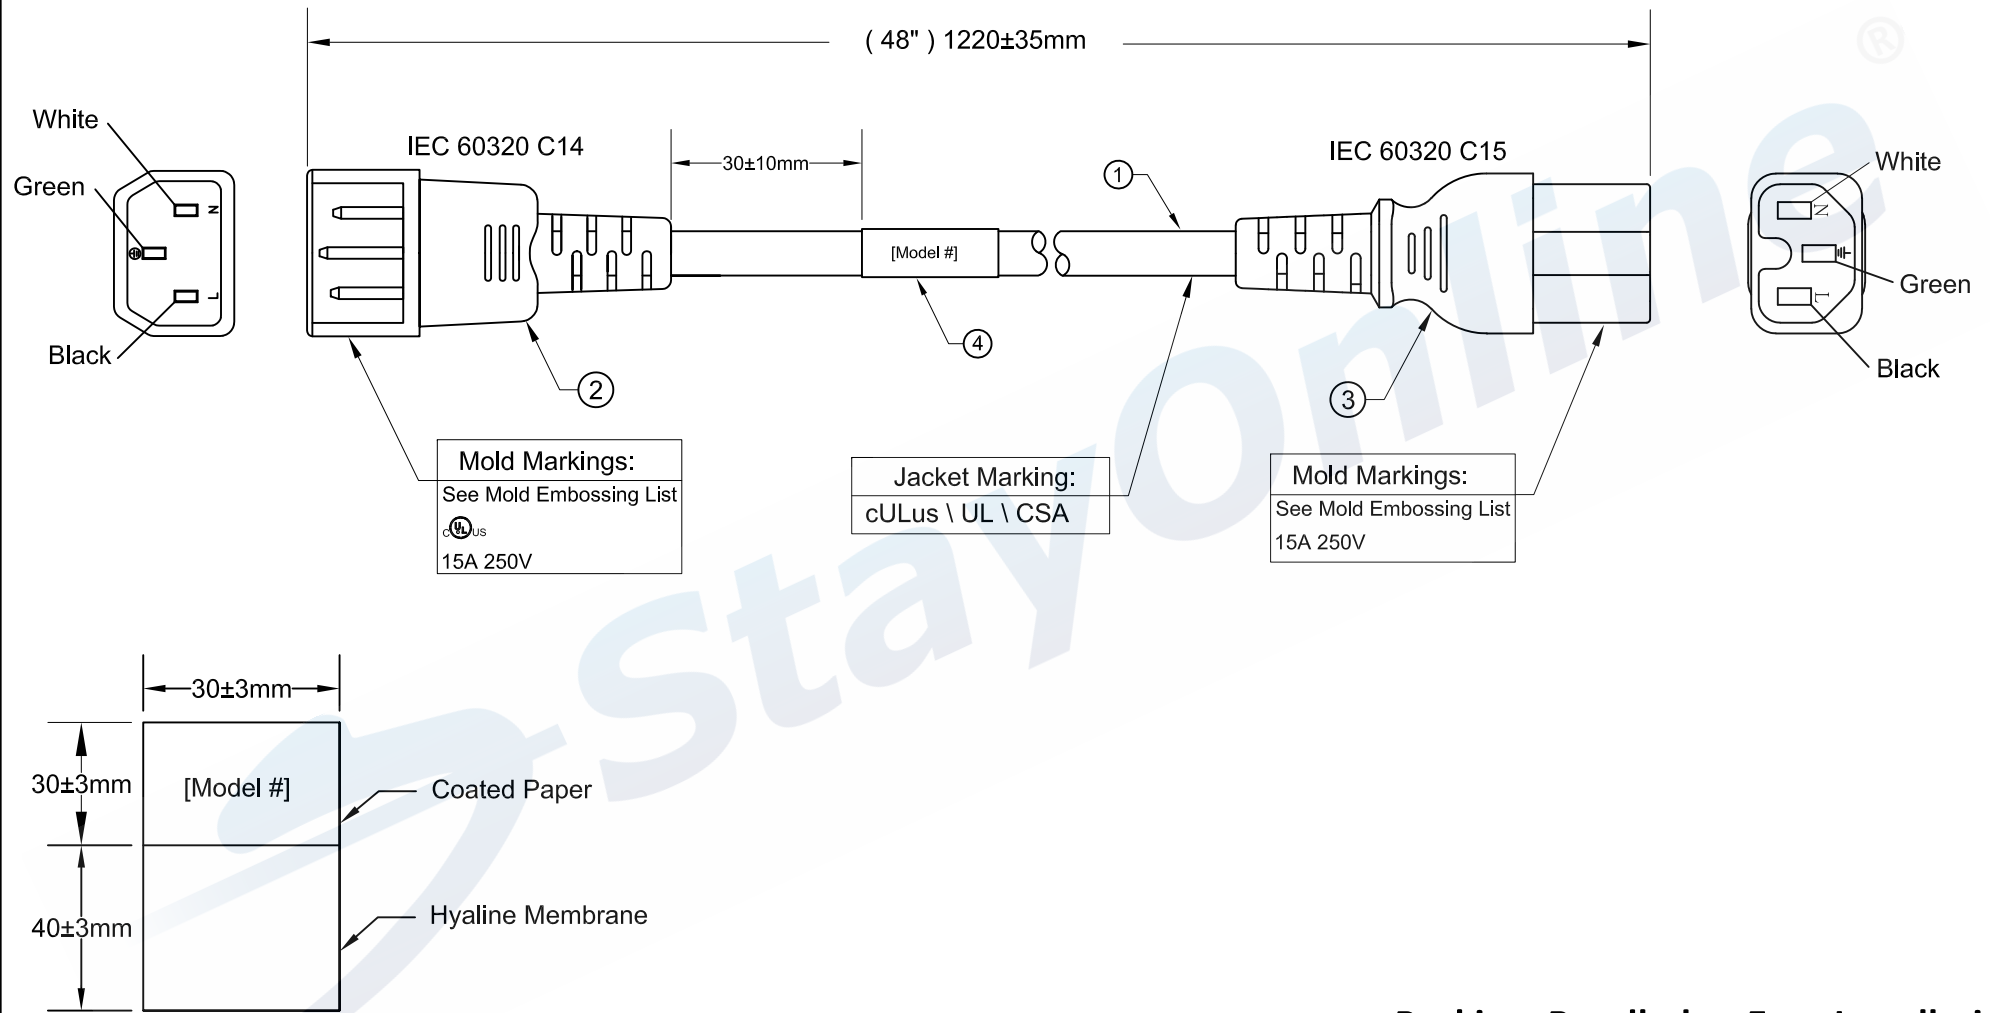 ( 48" ) 1220±35mm
White
IEC 60320 C14
30±10mm
1
IEC 60320 C15
White
Green
N
[Model #]
N
L
L
Green
Black
4
2
3
Black
Mold Markings:
See Mold Embossing List
c UL US
15A 250V
Jacket Marking:
cULus \ UL \ CSA
Mold Markings:
See Mold Embossing List
15A 250V
StayOnline ®
30±3mm
30±3mm
[Model #]
Coated Paper
40±3mm
Hyaline Membrane